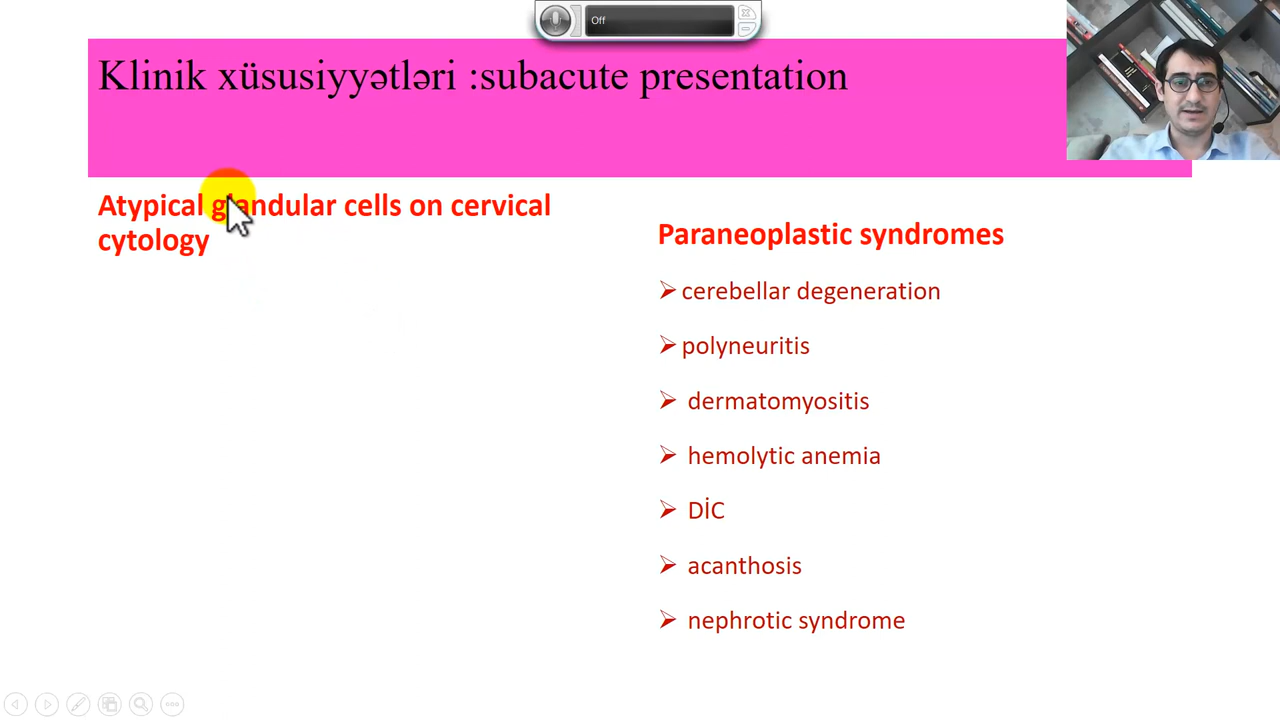 Off
Klinik xüsusiyyətləri :subacute presentation
Atypical glandular cells on cervical
cytology
Paraneoplastic syndromes
cerebellar degeneration
polyneuritis
dermatomyositis
hemolytic anemia
DİC
acanthosis
nephrotic syndrome